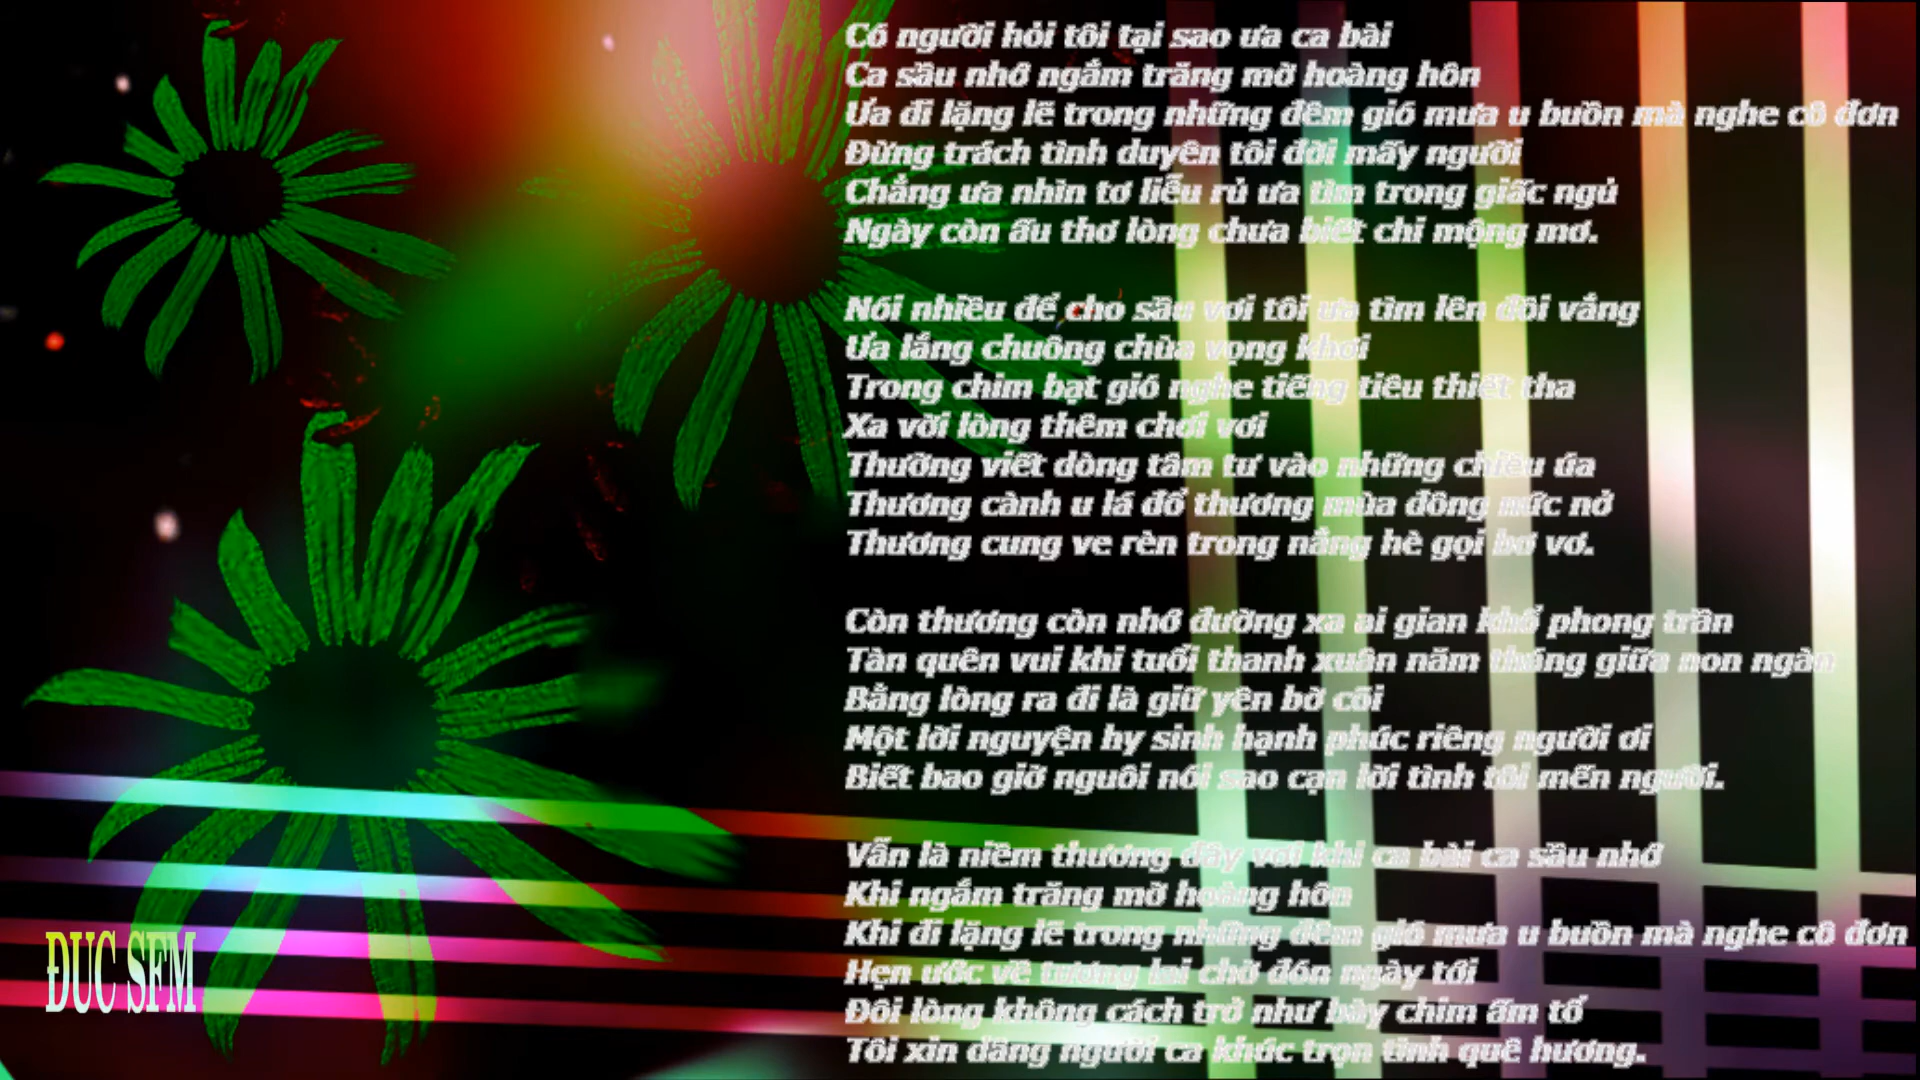 Có người hỏi tôi tại sao ưa ca bài
Ca sầu nhớ ngắm trăng mờ hoàng hôn
Ưa đi lặng lẽ trong những đêm gió mưa u buồn mà nghe cô đơn
Đừng trách tình duyên tôi đời mấy người
Chẳng ưa nhìn tơ liễu rủ ưa tìm trong giấc ngủ
Ngày còn ấu thơ lòng chưa biết chi mộng mơ.
Nói nhiều để cho sầu vơi tôi ưa tìm lên đồi vắng
Ưa lắng chuông chùa vọng khơi
Trong chim bạt gió nghe tiếng tiêu thiết tha
Xa vời lòng thêm chơi vơi
Thường viết dòng tâm tư vào những chiều úa
Thương cành u lá đổ thương mùa đông mức nở
Thương cung ve rền trong nắng hè gọi bơ vơ.
Còn thương còn nhớ đường xa ai gian khổ phong trần
Tàn quên vui khi tuổi thanh xuân năm tháng giữa non ngàn
Bằng lòng ra đi là giữ yên bờ cõi
Một lời nguyện hy sinh hạnh phúc riêng người ơi
Biết bao giờ nguôi nói sao cạn lời tình tôi mến người.
Vẫn là niềm thương đầy vơi khi ca bài ca sầu nhớ
Khi ngắm trăng mờ hoàng hôn
Khi đi lặng lẽ trong những đêm gió mưa u buồn mà nghe cô đơn
Hẹn ước về tương lai chờ đón ngày tới
Đôi lòng không cách trở như bày chim ấm tổ
Tôi xin dâng người ca khúc trọn tình quê hương.
ĐUC SFM